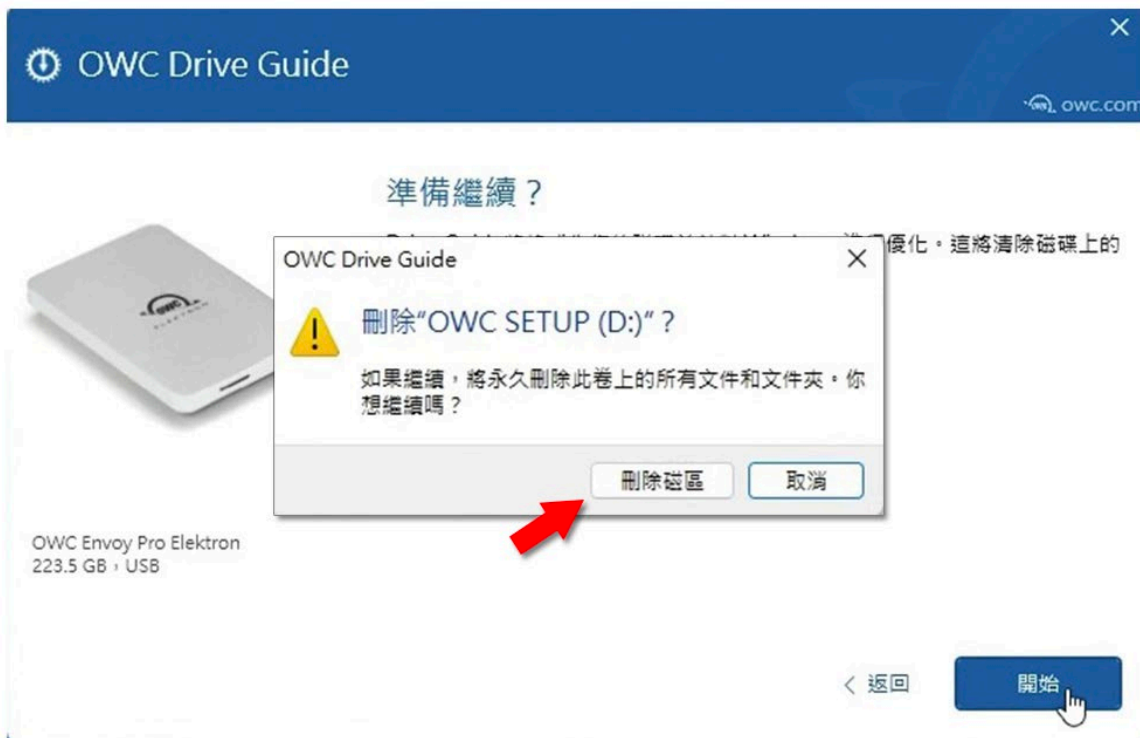 OWC Drive Guide
owc.com
準備繼續？
優化。這將清除磁碟上的
OWC Drive Guide
刪除“OWC SETUP (D:)“？
如果繼續，將永久刪除此卷上的所有文件和文件夾。你
想繼續嗎？
刪除磁區
取消
OWC
ELEKTRON
OWC Envoy Pro Elektron
223.5 GB，USB
返回
開始